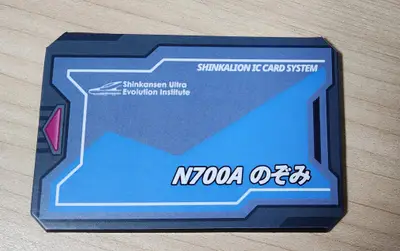 SHINKALION IC CARD SYSTEM
Shinkansen Ultra
Evolution Institute
N700A のぞみ